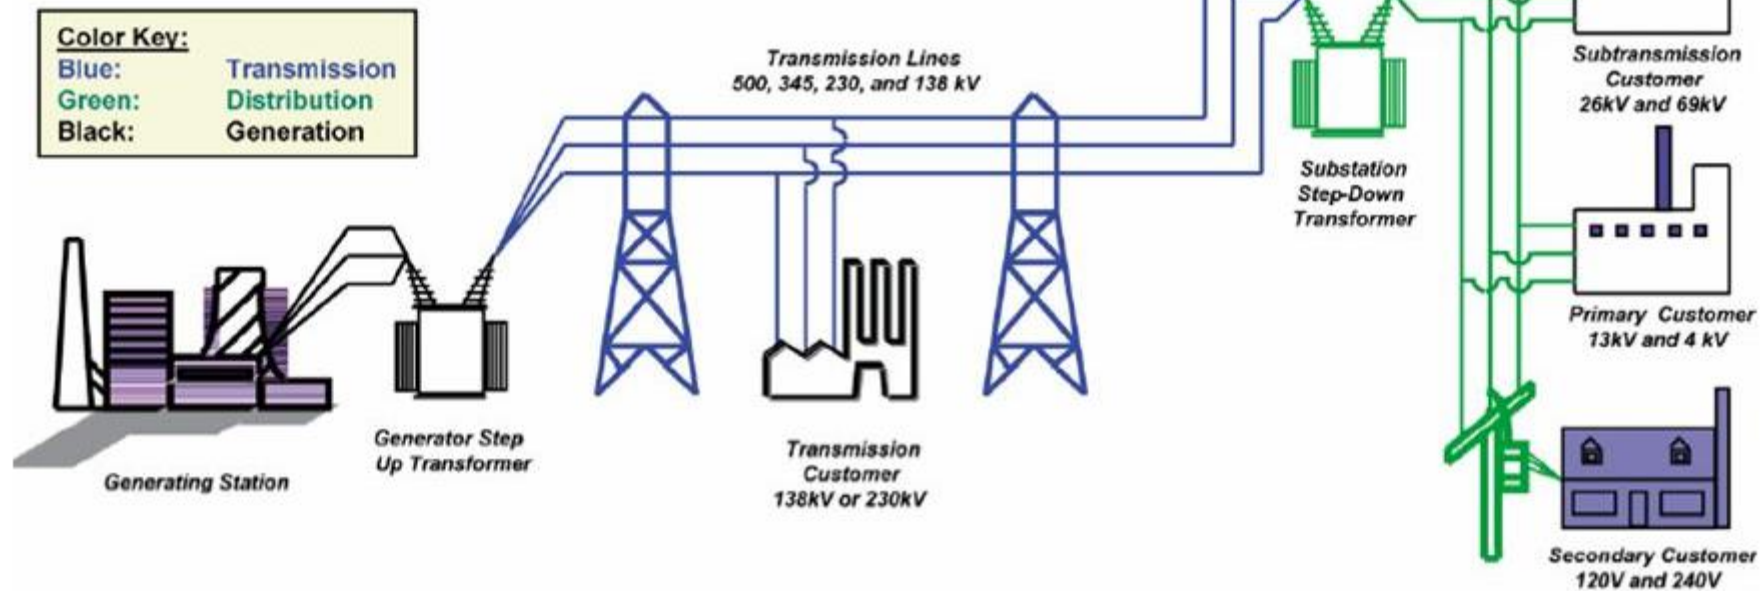 Color Key:
Blue: Transmission
Green: Distribution
Black: Generation
Transmission Lines
500, 345, 230, and 138 kV
Subtransmission
Customer
26kV and 69kV
Substation
Step-Down
Transformer
Primary Customer
13kV and 4 kV
Generating Station
Generator Step
Up Transformer
Transmission
Customer
138kV or 230kV
Secondary Customer
120V and 240V